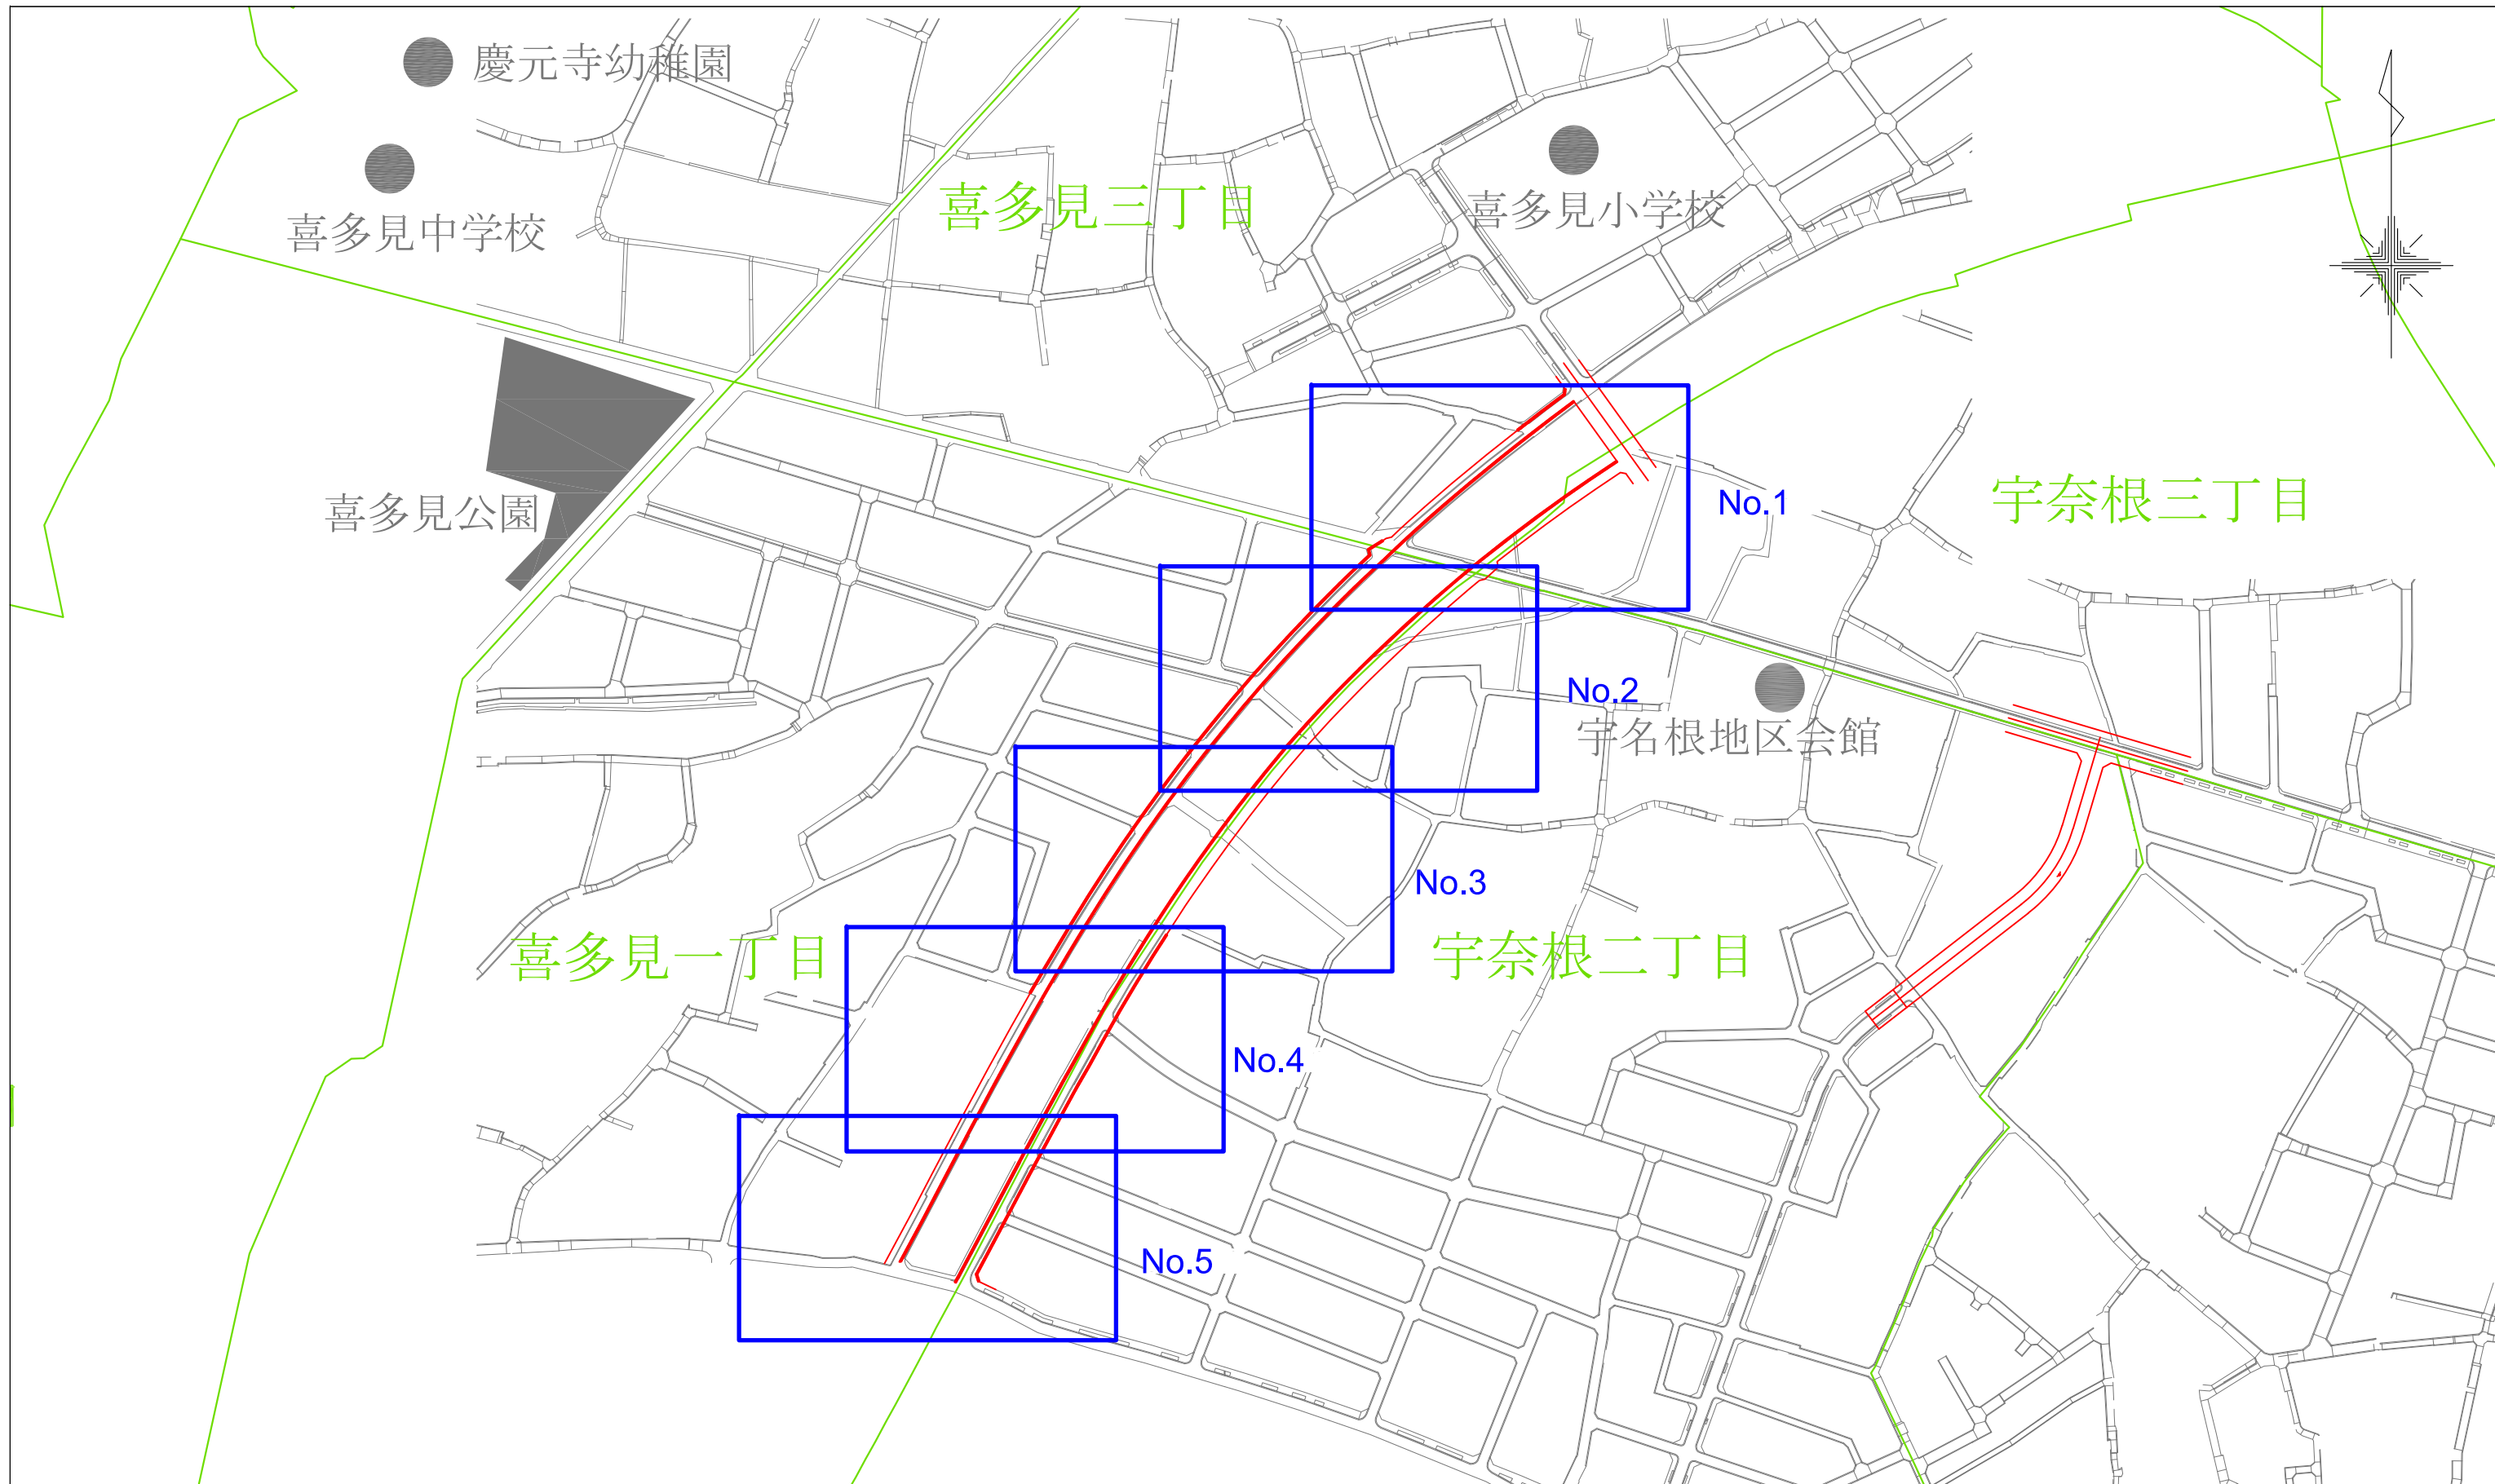 慶元寺幼稚園
喜多見中学校
喜多見三丁目
喜多見小学校
喜多見公園
No.1
宇奈根三丁目
No.2
宇名根地区会館
No.3
喜多見一丁目
宇奈根二丁目
No.4
No.5